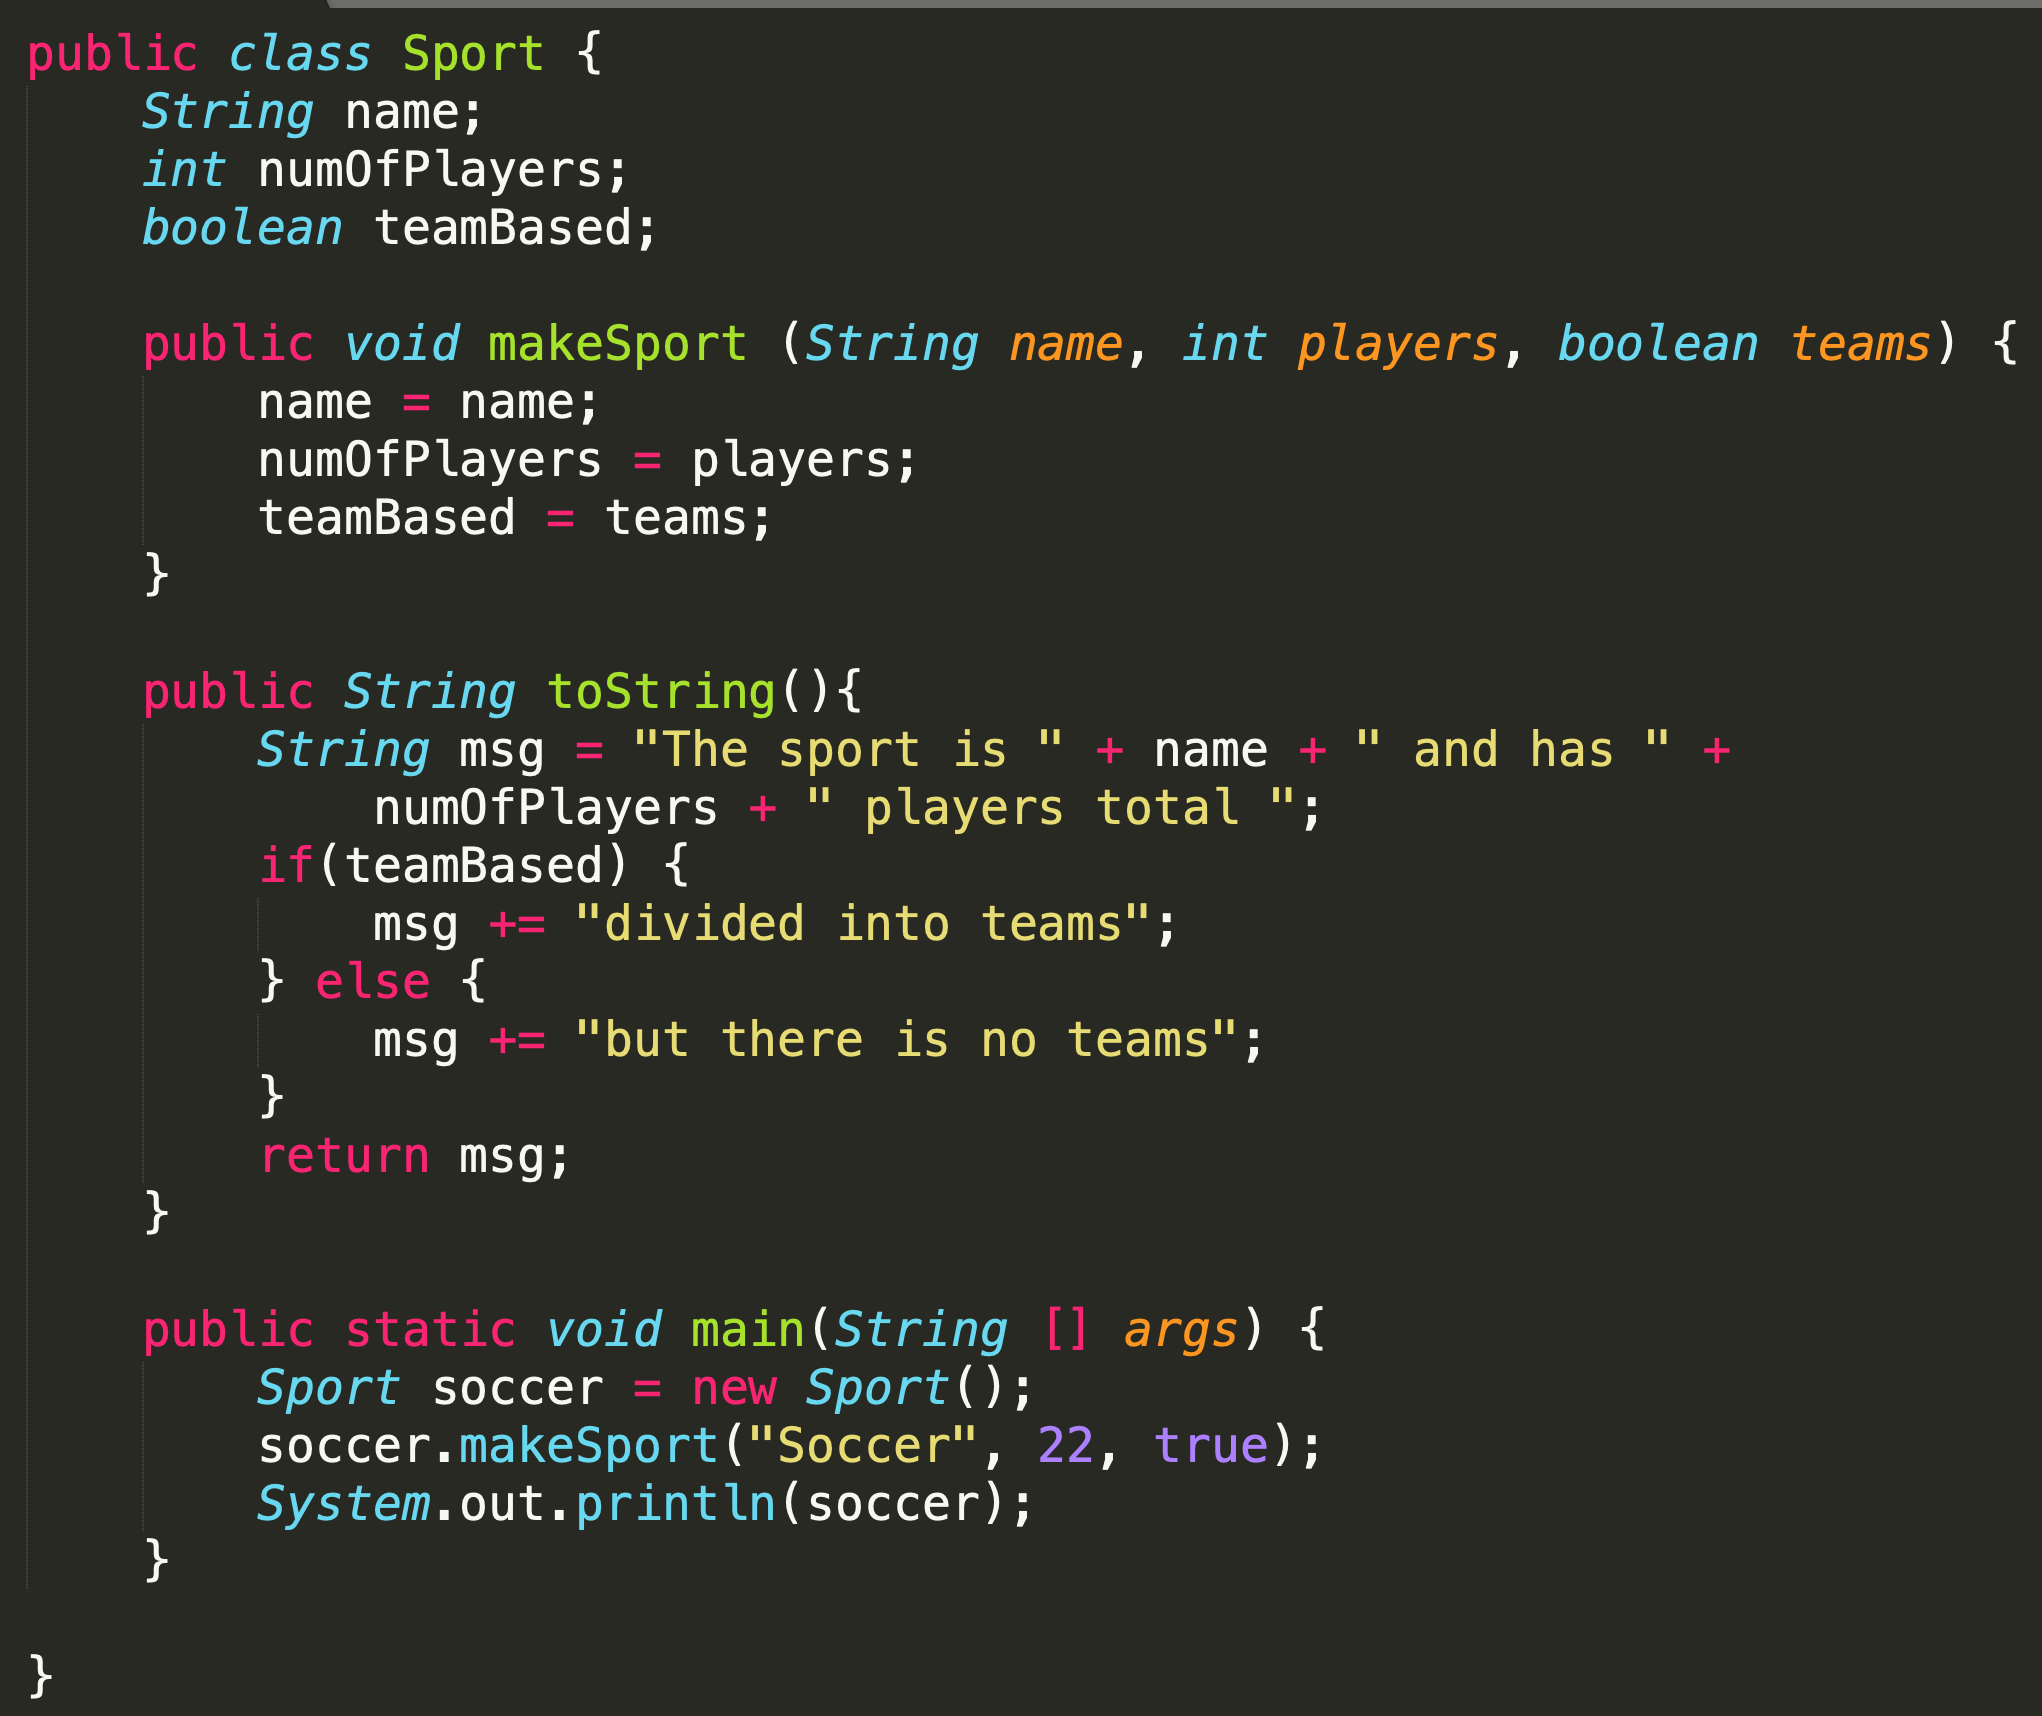 public class Sport {
    String name;
    int numOfPlayers;
    boolean teamBased;

    public void makeSport (String name, int players, boolean teams) {
        name = name;
        numOfPlayers = players;
        teamBased = teams;
    }

    public String toString(){
        String msg = "The sport is " + name + " and has " +
            numOfPlayers + " players total ";
        if(teamBased) {
            msg += "divided into teams";
        } else {
            msg += "but there is no teams";
        }
        return msg;
    }

    public static void main(String [] args) {
        Sport soccer = new Sport();
        soccer.makeSport("Soccer", 22, true);
        System.out.println(soccer);
    }

}